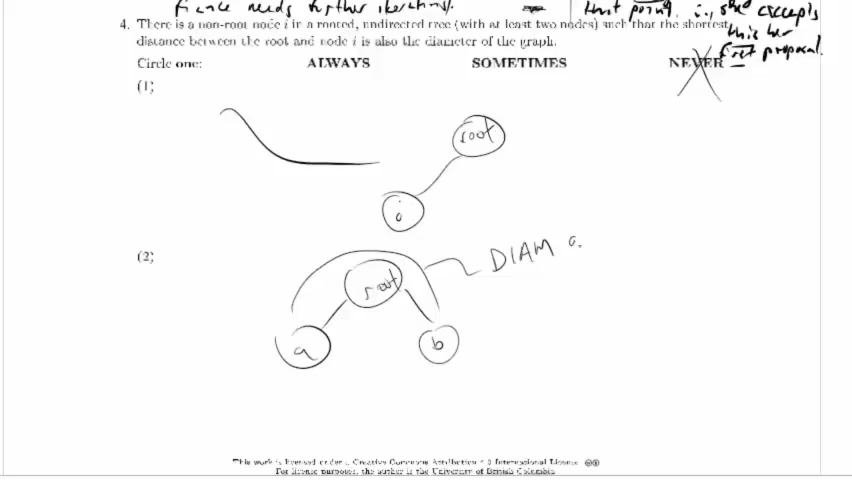 fiance needs further iterations. that point, i., she accepts
4. There is a non-root node i in a rooted, undirected tree (with at least two nodes) such that the shortest this her
distance between the root and node i is also the diameter of the graph. first proposal.
Circle one: ALWAYS SOMETIMES NEVER
(1)
root
i
(2)
DIAM
root
a b
This work is licensed under a Creative Commons Attribution 4.0 International License
For license purposes, the author is the University of British Columbia